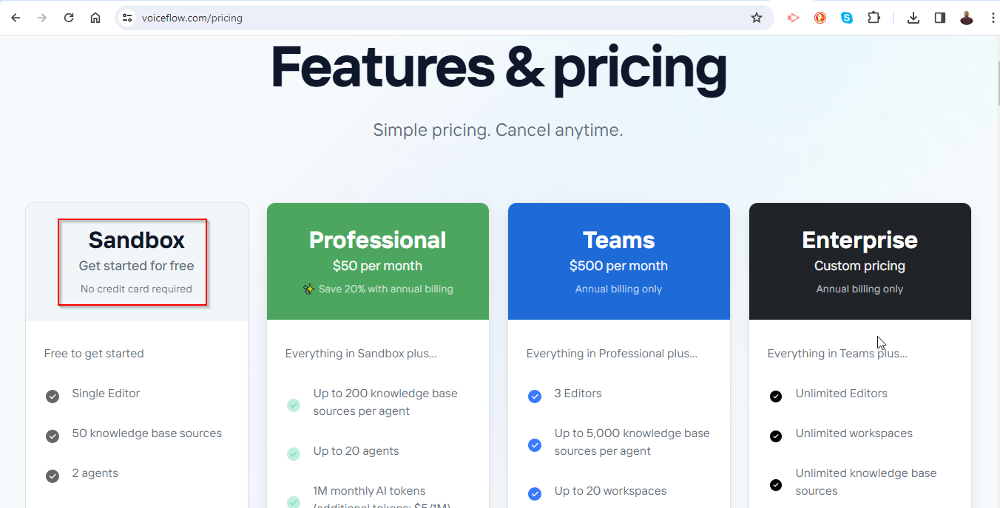 voiceflow.com/pricing
Features & pricing
Simple pricing. Cancel anytime.
Sandbox
Get started for free
No credit card required
Free to get started
Single Editor
50 knowledge base sources
2 agents
Professional
$50 per month
✨ Save 20% with annual billing
Everything in Sandbox plus...
Up to 200 knowledge base
sources per agent
Up to 20 agents
1M monthly AI tokens
(additional tokens: $5/1M)
Teams
$500 per month
Annual billing only
Everything in Professional plus...
3 Editors
Up to 5,000 knowledge base
sources per agent
Up to 20 workspaces
Enterprise
Custom pricing
Annual billing only
Everything in Teams plus...
Unlimited Editors
Unlimited workspaces
Unlimited knowledge base
sources